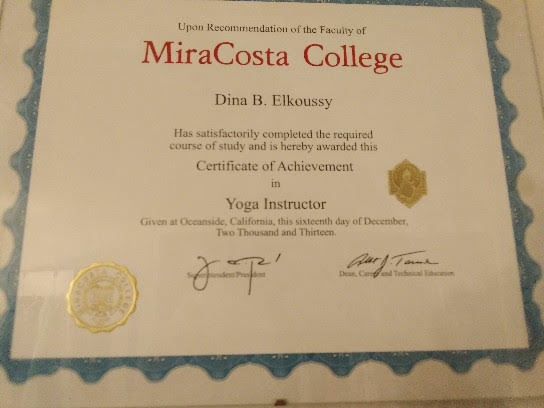 Upon Recommendation of the Faculty of
MiraCosta College
Dina B. Elkoussy
Has satisfactorily completed the required
course of study and is hereby awarded this
Certificate of Achievement
in
Yoga Instructor
Given at Oceanside, California, this sixteenth day of December,
Two Thousand and Thirteen.
Superintendent/President
Dean, Career and Technical Education